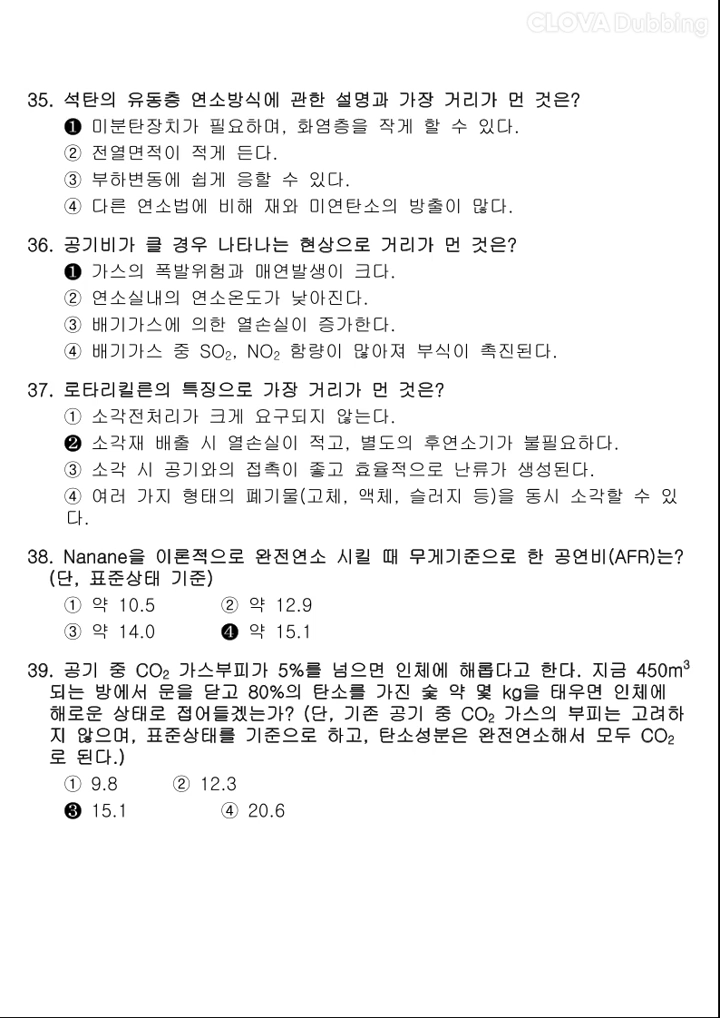 CLOVA Dubbing
35. 석탄의 유동층 연소방식에 관한 설명과 가장 거리가 먼 것은?
❶ 미분탄장치가 필요하며, 화염층을 작게 할 수 있다.
② 전열면적이 적게 든다.
③ 부하변동에 쉽게 응할 수 있다.
④ 다른 연소법에 비해 재와 미연탄소의 방출이 많다.
36. 공기비가 클 경우 나타나는 현상으로 거리가 먼 것은?
❶ 가스의 폭발위험과 매연발생이 크다.
② 연소실내의 연소온도가 낮아진다.
③ 배기가스에 의한 열손실이 증가한다.
④ 배기가스 중 SO₂, NO₂ 함량이 많아져 부식이 촉진된다.
37. 로타리킬른의 특징으로 가장 거리가 먼 것은?
① 소각전처리가 크게 요구되지 않는다.
❷ 소각재 배출 시 열손실이 적고, 별도의 후연소기가 불필요하다.
③ 소각 시 공기와의 접촉이 좋고 효율적으로 난류가 생성된다.
④ 여러 가지 형태의 폐기물(고체, 액체, 슬러지 등)을 동시 소각할 수 있
다.
38. Nanane을 이론적으로 완전연소 시킬 때 무게기준으로 한 공연비(AFR)는?
(단, 표준상태 기준)
① 약 10.5 ② 약 12.9
③ 약 14.0 ❹ 약 15.1
39. 공기 중 CO₂ 가스부피가 5%를 넘으면 인체에 해롭다고 한다. 지금 450m³
되는 방에서 문을 닫고 80%의 탄소를 가진 숯 약 몇 kg을 태우면 인체에
해로운 상태로 접어들겠는가? (단, 기존 공기 중 CO₂ 가스의 부피는 고려하
지 않으며, 표준상태를 기준으로 하고, 탄소성분은 완전연소해서 모두 CO₂
로 된다.)
① 9.8 ② 12.3
❸ 15.1 ④ 20.6